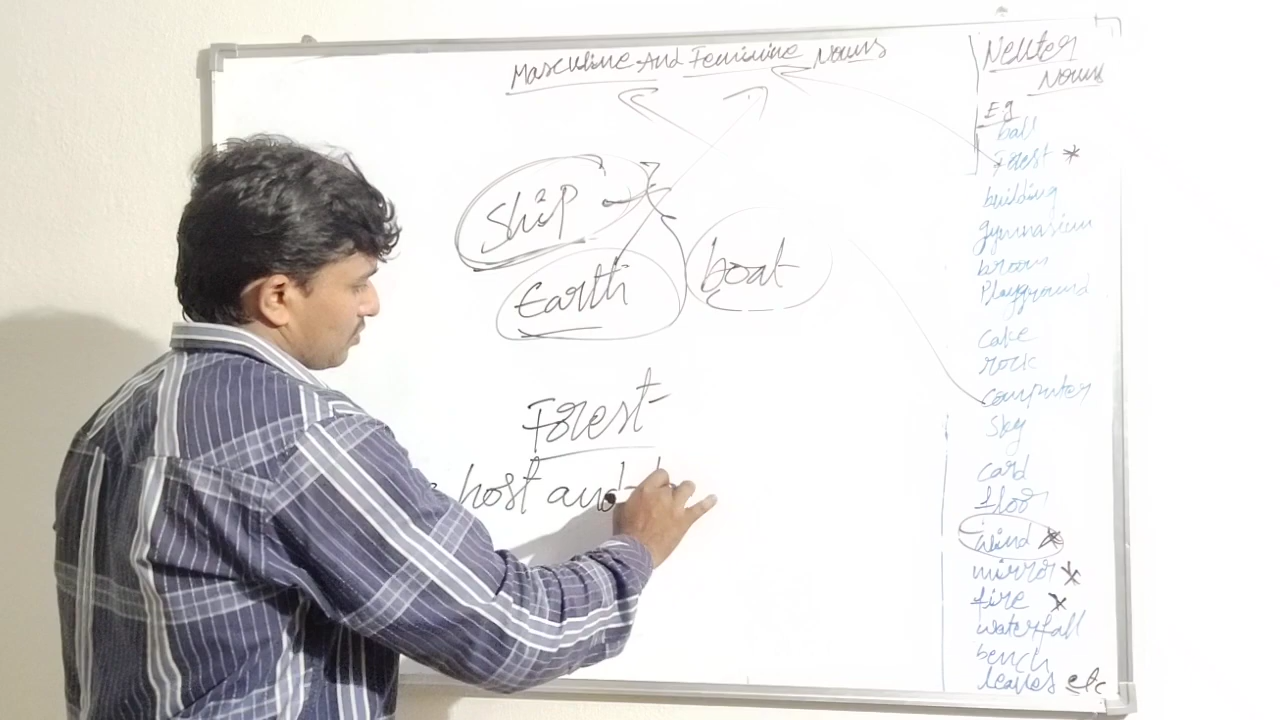 Masculine And Feminine Nouns
Ship
Earth
boat
Forest
host and
Neuter
Nouns
Eg
ball
Forest *
building
gymnasium
broom
Playground
cake
rock
computer
Sky
card
floor
wind *
mirror *
fire *
waterfall
bench
leaves etc